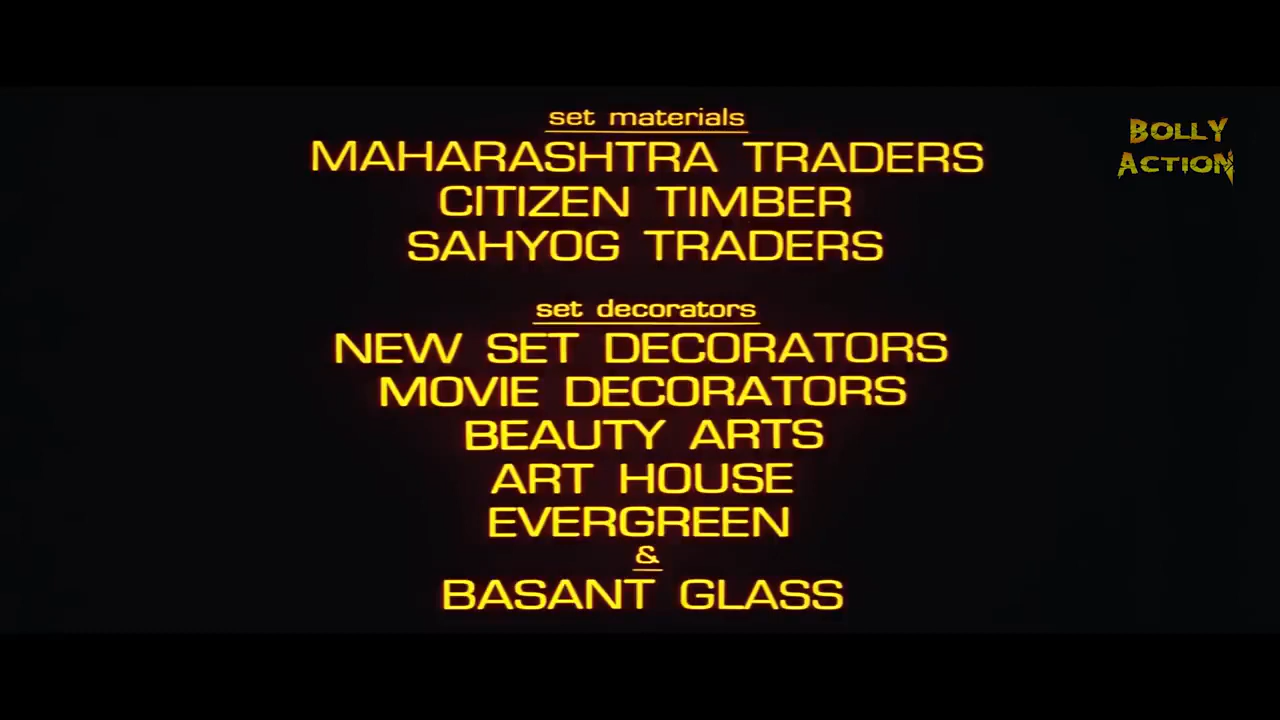 set materials
MAHARASHTRA TRADERS
CITIZEN TIMBER
SAHYOG TRADERS
set decorators
NEW SET DECORATORS
MOVIE DECORATORS
BEAUTY ARTS
ART HOUSE
EVERGREEN
&
BASANT GLASS
BOLLY
ACTION